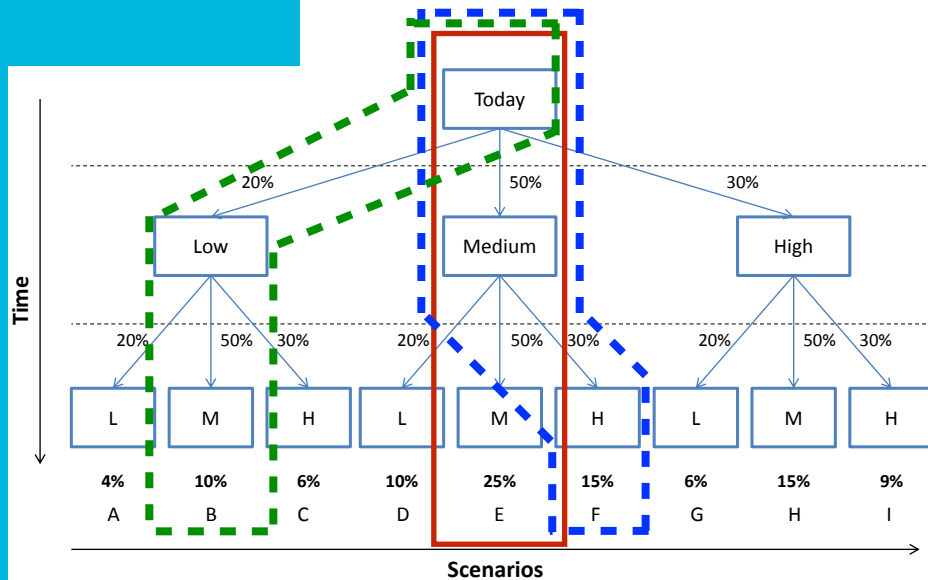 Today
20% 50% 30%
Low Medium High
Time
20% 50% 30% 20% 50% 30% 20% 50% 30%
L M H L M H L M H
4% 10% 6% 10% 25% 15% 6% 15% 9%
A B C D E F G H I
Scenarios